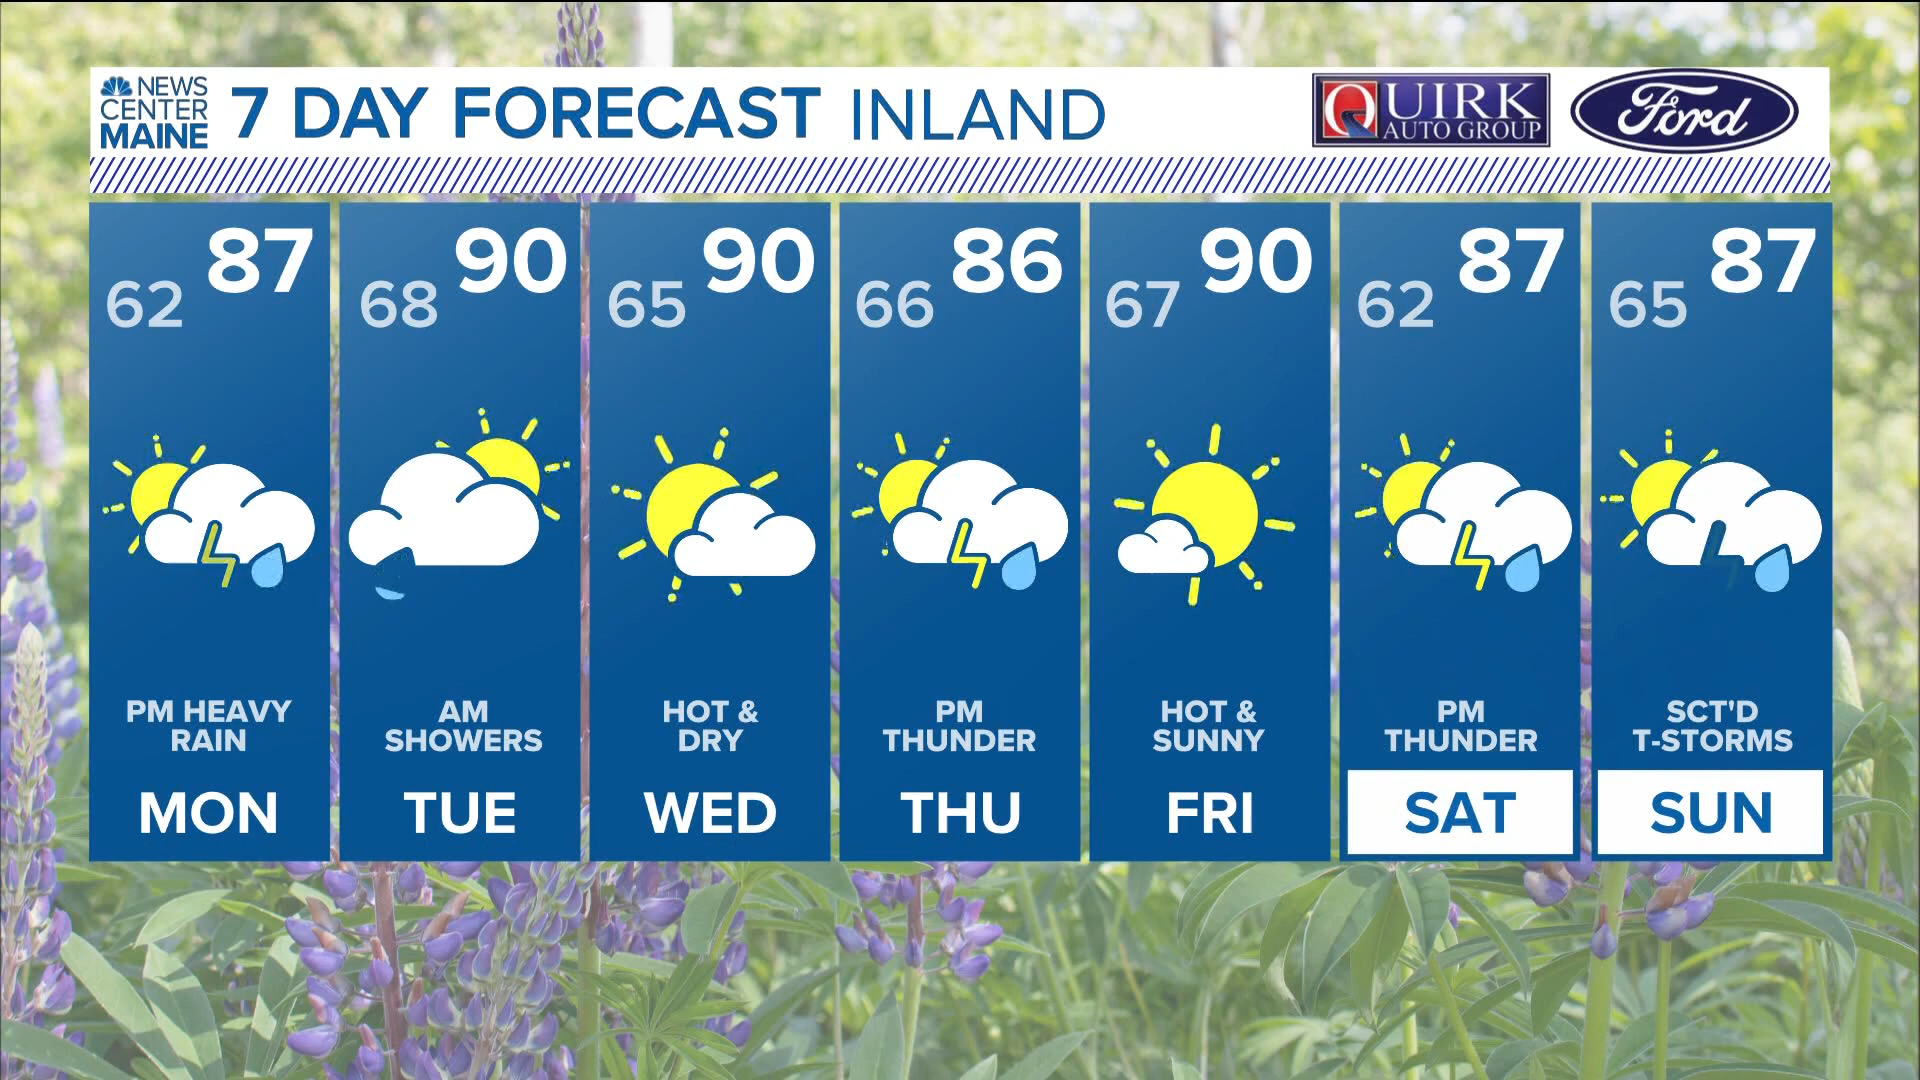 NEWS
CENTER
MAINE
7 DAY FORECAST INLAND
QUIRK
AUTO GROUP
Ford
62 87
68 90
65 90
66 86
67 90
62 87
65 87
PM HEAVY
RAIN
AM
SHOWERS
HOT &
DRY
PM
THUNDER
HOT &
SUNNY
PM
THUNDER
SCT'D
T-STORMS
MON
TUE
WED
THU
FRI
SAT
SUN